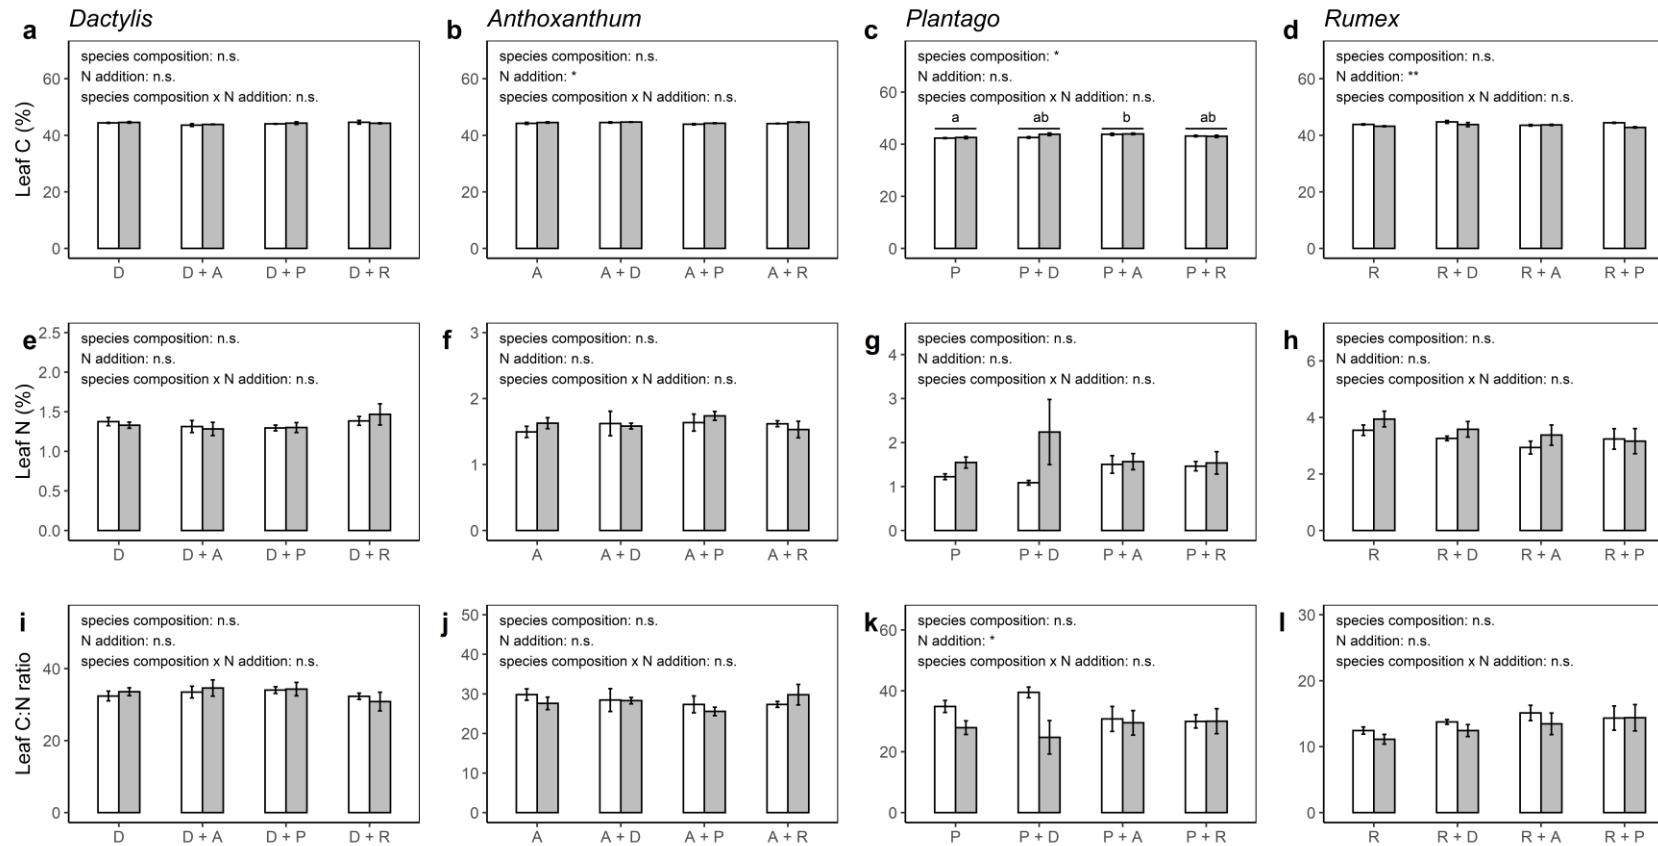 a
Dactylis
b
Anthoxanthum
c
Plantago
d
Rumex
Leaf C (%)
60
40
20
0
species composition: n.s.
N addition: n.s.
species composition x N addition: n.s.
D
D + A
D + P
D + R
60
40
20
0
species composition: n.s.
N addition: *
species composition x N addition: n.s.
A
A + D
A + P
A + R
60
40
20
0
species composition: *
N addition: n.s.
species composition x N addition: n.s.
a
ab
b
ab
P
P + D
P + A
P + R
60
40
20
0
species composition: n.s.
N addition: **
species composition x N addition: n.s.
R
R + D
R + A
R + P
e
Leaf N (%)
2.5
2.0
1.5
1.0
0.5
0.0
species composition: n.s.
N addition: n.s.
species composition x N addition: n.s.
D
D + A
D + P
D + R
f
3
2
1
0
species composition: n.s.
N addition: n.s.
species composition x N addition: n.s.
A
A + D
A + P
A + R
g
4
3
2
1
0
species composition: n.s.
N addition: n.s.
species composition x N addition: n.s.
P
P + D
P + A
P + R
h
6
4
2
0
species composition: n.s.
N addition: n.s.
species composition x N addition: n.s.
R
R + D
R + A
R + P
i
Leaf C:N ratio
40
20
0
species composition: n.s.
N addition: n.s.
species composition x N addition: n.s.
D
D + A
D + P
D + R
j
50
40
30
20
10
0
species composition: n.s.
N addition: n.s.
species composition x N addition: n.s.
A
A + D
A + P
A + R
k
60
40
20
0
species composition: n.s.
N addition: *
species composition x N addition: n.s.
P
P + D
P + A
P + R
l
30
20
10
0
species composition: n.s.
N addition: n.s.
species composition x N addition: n.s.
R
R + D
R + A
R + P